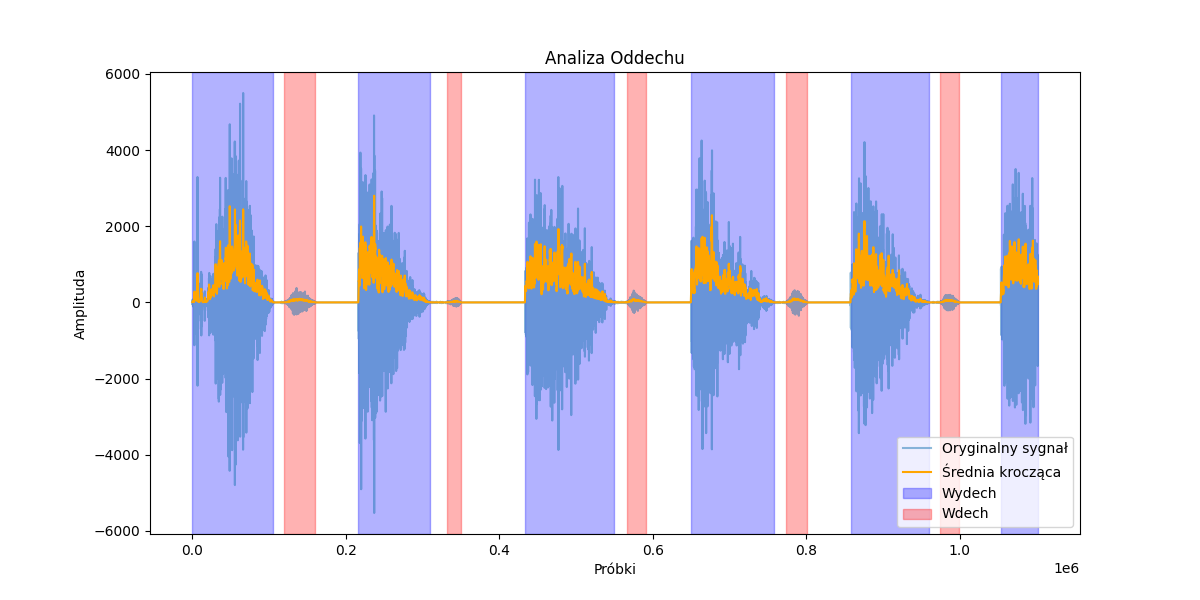 Analiza Oddechu
6000
4000
2000
0
−2000
−4000
−6000
Amplituda
0.0
0.2
0.4
0.6
0.8
1.0
1e6
Próbki
Oryginalny sygnał
Średnia krocząca
Wydech
Wdech